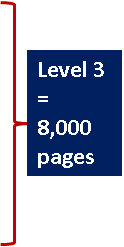 Level 3
=
8,000
pages